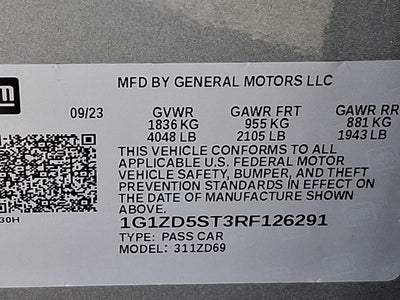 gm
MFD BY GENERAL MOTORS LLC
09/23 GVWR GAWR FRT GAWR RR
1836 KG 955 KG 881 KG
4048 LB 2105 LB 1943 LB
THIS VEHICLE CONFORMS TO ALL
APPLICABLE U.S. FEDERAL MOTOR
VEHICLE SAFETY, BUMPER, AND THEFT
PREVENTION STANDARDS IN EFFECT ON
THE DATE OF MANUFACTURE SHOWN
ABOVE.
30H
1G1ZD5ST3RF126291
TYPE: PASS CAR
MODEL: 311ZD69